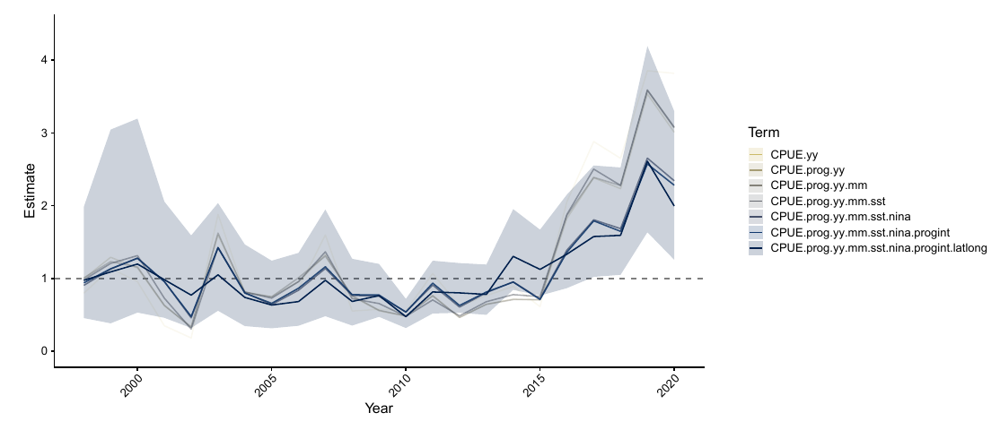 Estimate
4
3
2
1
0
2000
2005
2010
2015
2020
Year
Term
CPUE.yy
CPUE.prog.yy
CPUE.prog.yy.mm
CPUE.prog.yy.mm.sst
CPUE.prog.yy.mm.sst.nina
CPUE.prog.yy.mm.sst.nina.progint
CPUE.prog.yy.mm.sst.nina.progint.latlong